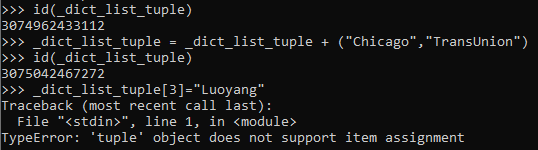 >>> id(_dict_list_tuple)
3074962433112
>>> _dict_list_tuple = _dict_list_tuple + ("Chicago","TransUnion")
>>> id(_dict_list_tuple)
3075042467272
>>> _dict_list_tuple[3]="Luoyang"
Traceback (most recent call last):
  File "<stdin>", line 1, in <module>
TypeError: 'tuple' object does not support item assignment